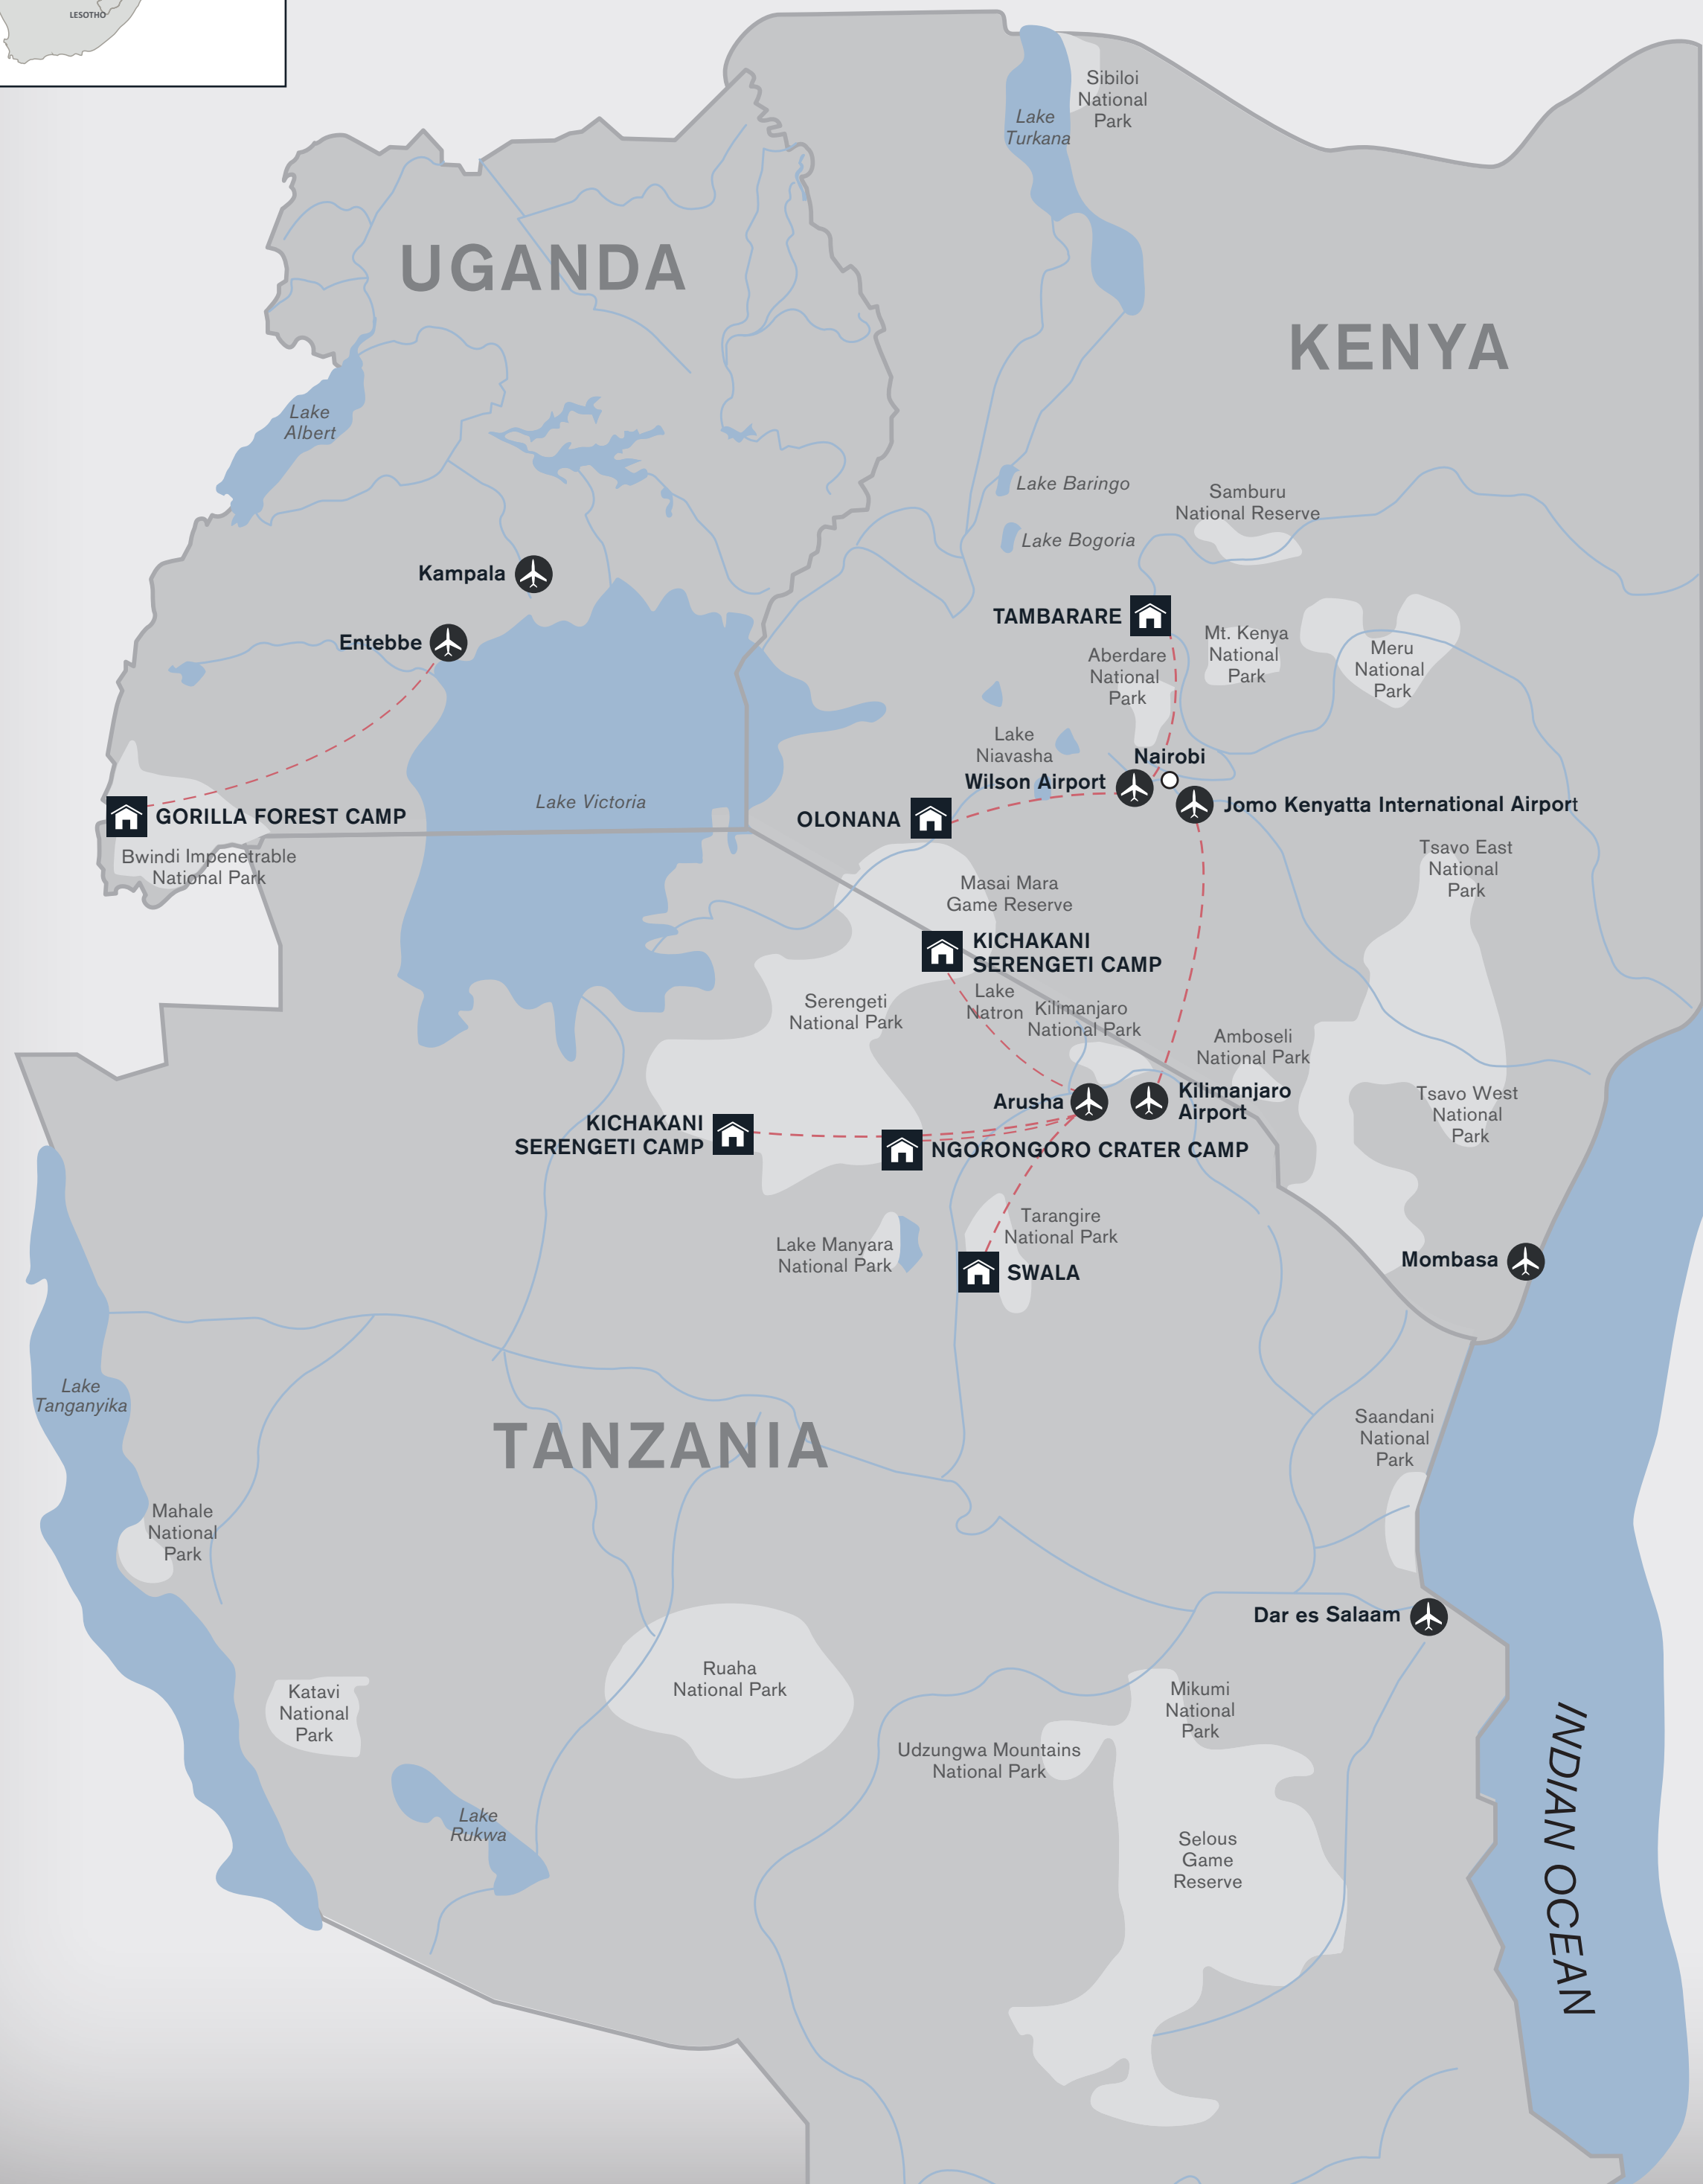 LESOTHO
Sibiloi
National
Park
Lake
Turkana
UGANDA
KENYA
Lake
Albert
Lake Baringo
Samburu
National Reserve
Lake Bogoria
Kampala
TAMBARARE
Entebbe
Mt. Kenya
National
Park
Aberdare
National
Park
Meru
National
Park
Lake
Niavasha
Nairobi
Wilson Airport
Lake Victoria
Jomo Kenyatta International Airport
GORILLA FOREST CAMP
OLONANA
Bwindi Impenetrable
National Park
Tsavo East
National
Park
Masai Mara
Game Reserve
KICHAKANI
SERENGETI CAMP
Serengeti
National Park
Lake
Natron
Kilimanjaro
National Park
Amboseli
National Park
Arusha
Kilimanjaro
Airport
Tsavo West
National
Park
KICHAKANI
SERENGETI CAMP
NGORONGORO CRATER CAMP
Tarangire
National Park
Lake Manyara
National Park
SWALA
Mombasa
Lake
Tanganyika
TANZANIA
Saandani
National
Park
Mahale
National
Park
Dar es Salaam
Ruaha
National Park
Katavi
National
Park
Mikumi
National
Park
Udzungwa Mountains
National Park
Lake
Rukwa
Selous
Game
Reserve
INDIAN OCEAN